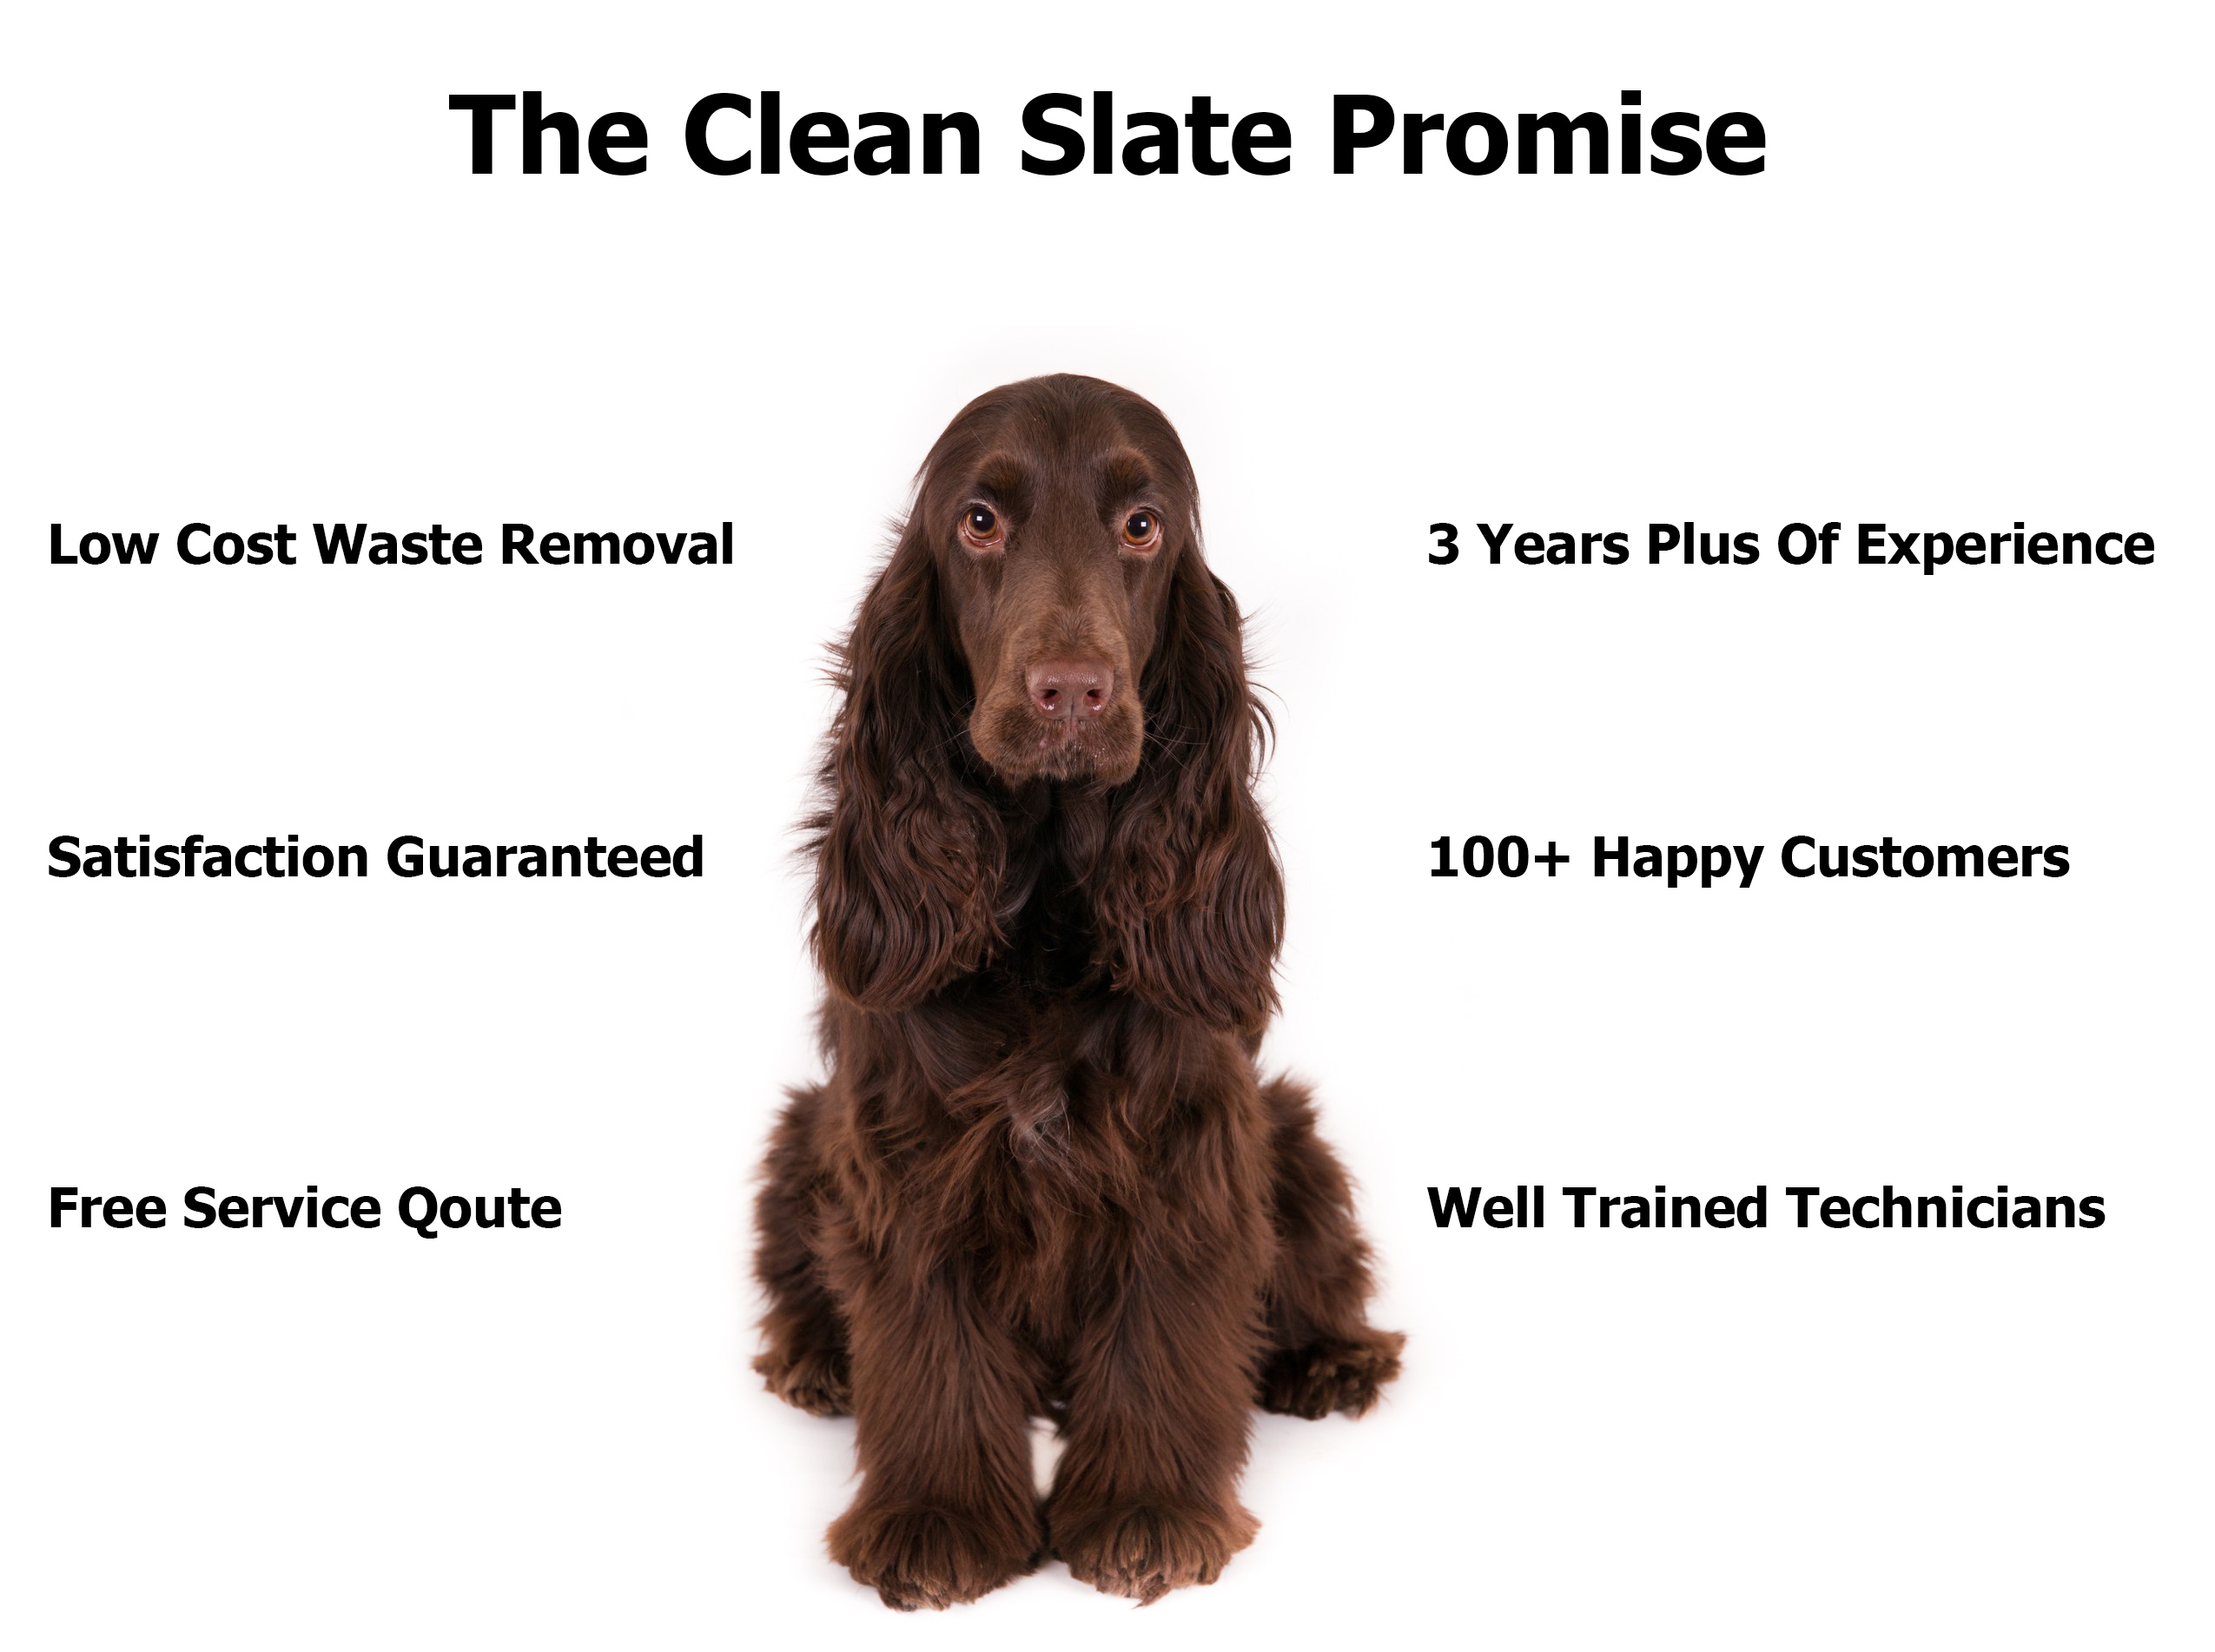 The Clean Slate Promise
Low Cost Waste Removal
3 Years Plus Of Experience
Satisfaction Guaranteed
100+ Happy Customers
Free Service Qoute
Well Trained Technicians